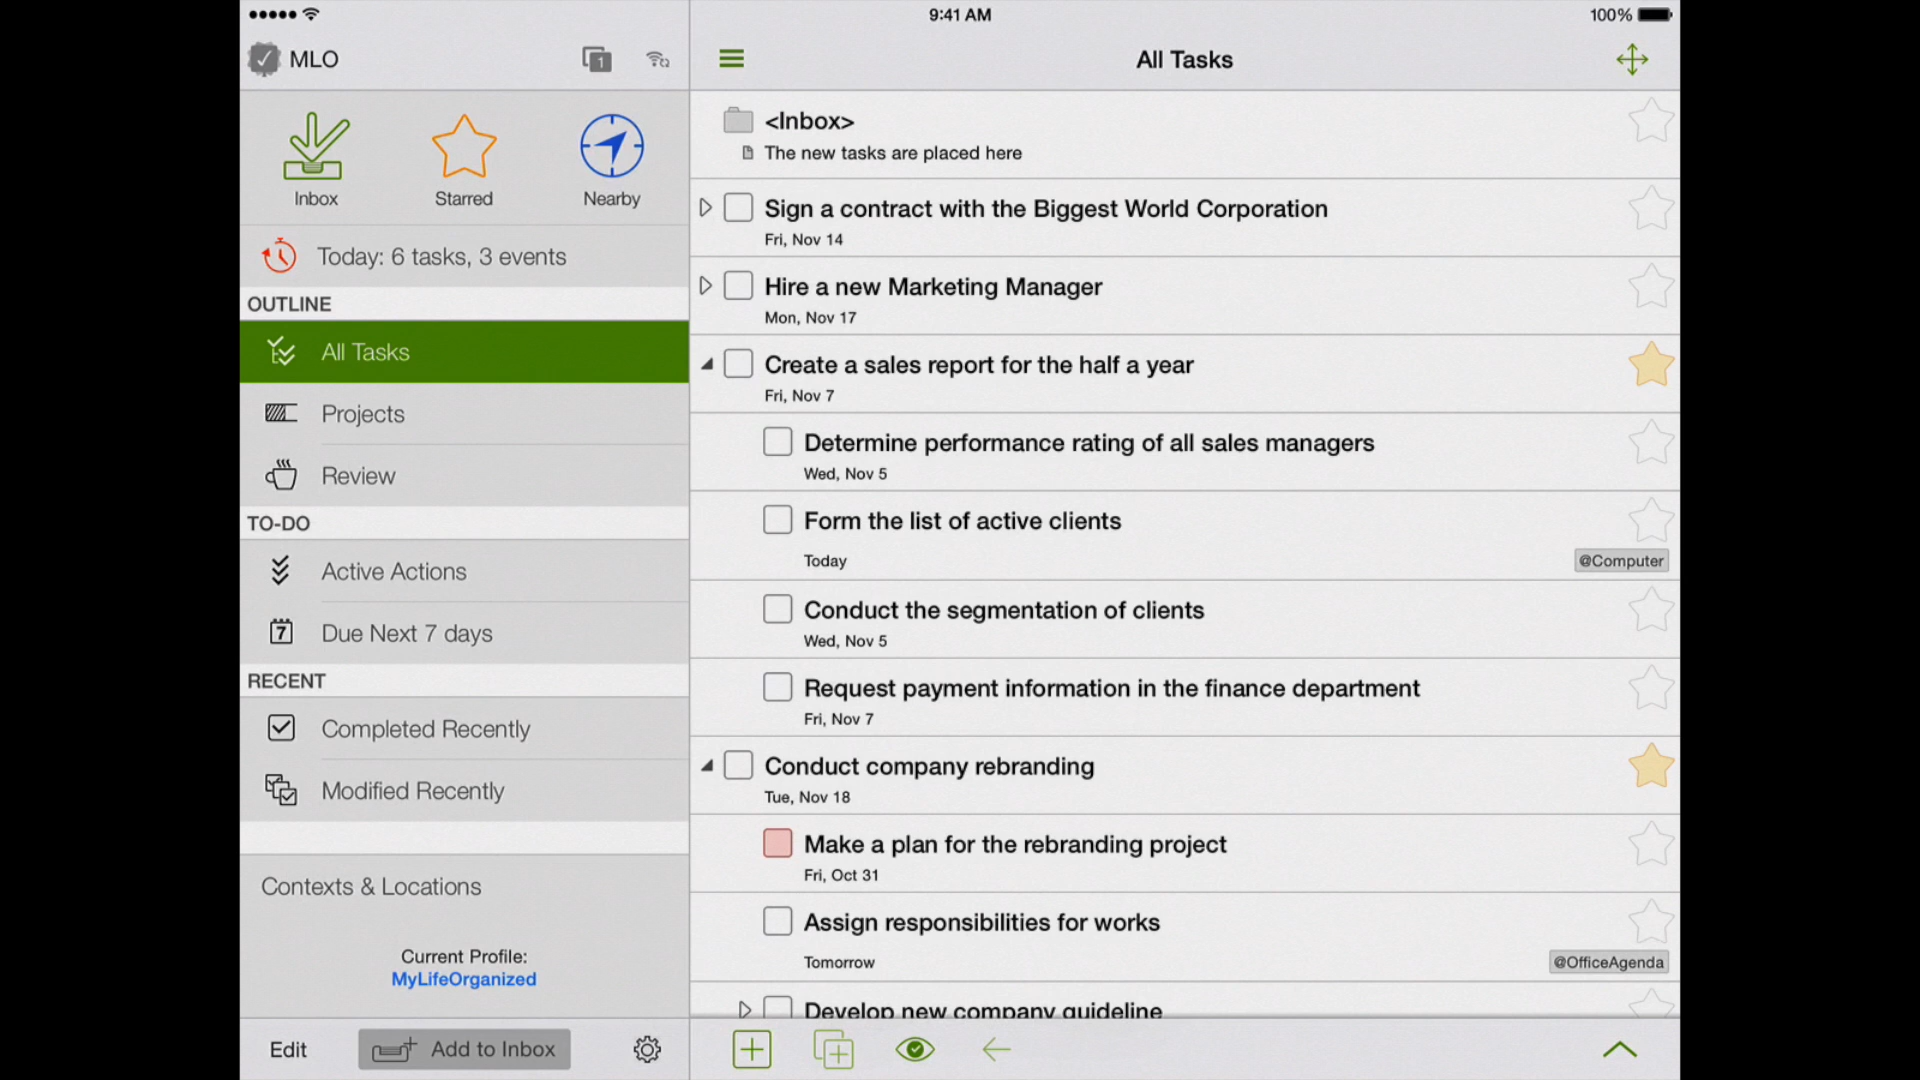 9:41 AM
100%
MLO
1
All Tasks
Inbox
Starred
Nearby
Today: 6 tasks, 3 events
OUTLINE
All Tasks
Projects
Review
TO-DO
Active Actions
7
Due Next 7 days
RECENT
Completed Recently
Modified Recently
Contexts & Locations
Current Profile:
MyLifeOrganized
Edit
Add to Inbox
<Inbox>
The new tasks are placed here
Sign a contract with the Biggest World Corporation
Fri, Nov 14
Hire a new Marketing Manager
Mon, Nov 17
Create a sales report for the half a year
Fri, Nov 7
Determine performance rating of all sales managers
Wed, Nov 5
Form the list of active clients
Today
@Computer
Conduct the segmentation of clients
Wed, Nov 5
Request payment information in the finance department
Fri, Nov 7
Conduct company rebranding
Tue, Nov 18
Make a plan for the rebranding project
Fri, Oct 31
Assign responsibilities for works
Tomorrow
@OfficeAgenda
Develop new company guideline